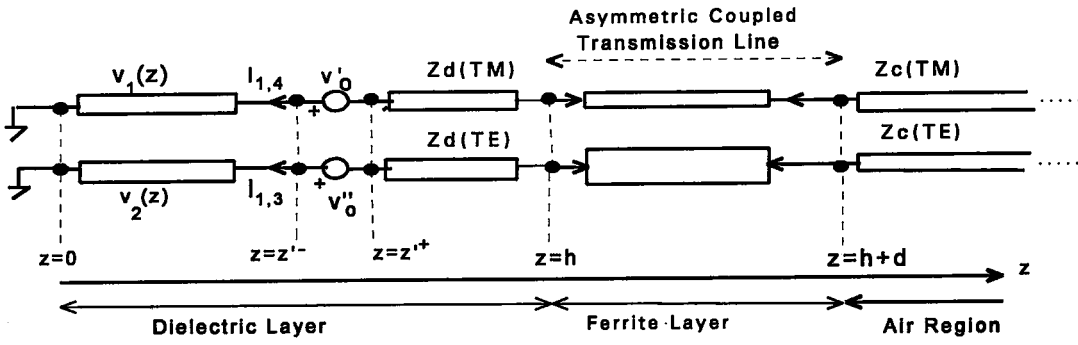 Asymmetric Coupled
Transmission Line
v1(z)
I1,4
v'0
Zd(TM)
Zc(TM)
+
.....
Zd(TE)
Zc(TE)
v2(z)
I1,3
+
v''0
.....
z=0
z=z'-
z=z'+
z=h
z=h+d
z
Dielectric Layer
Ferrite Layer
Air Region